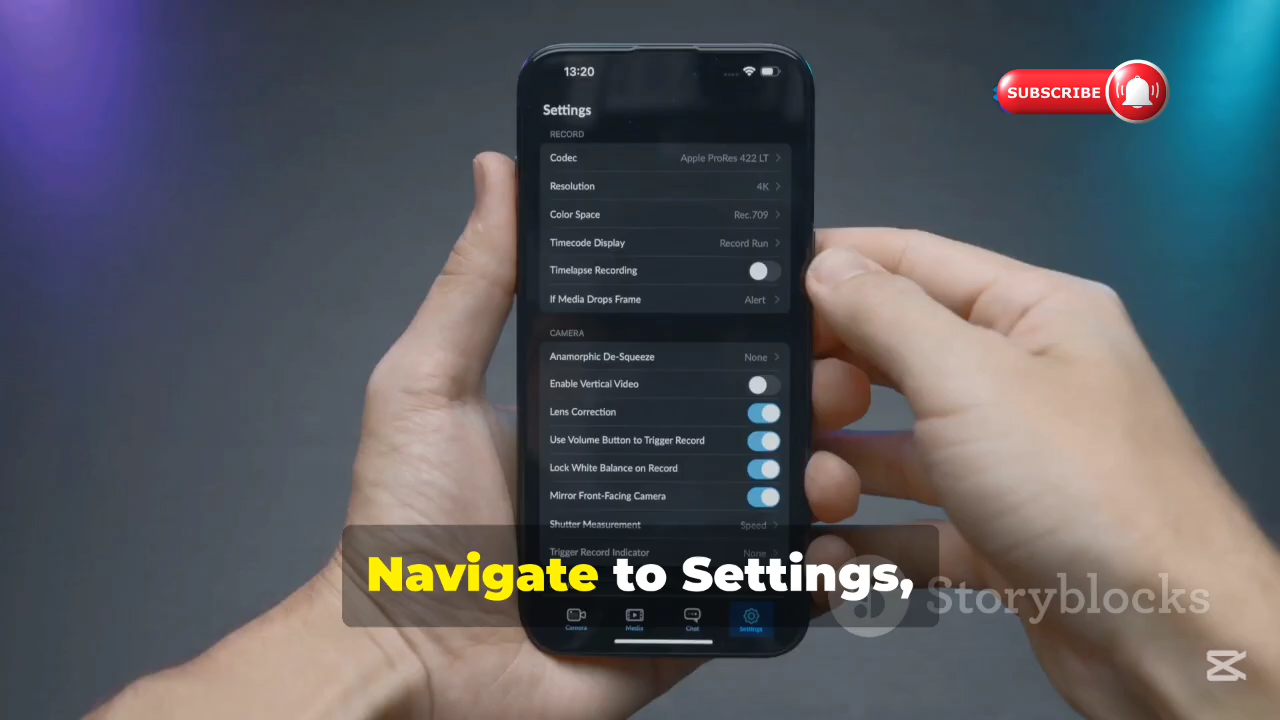 13:20
SUBSCRIBE
Settings
RECORD
Codec Apple ProRes 422 LT
Resolution 4K
Color Space Rec.709
Timecode Display Record Run
Timelapse Recording
If Media Drops Frame Alert
CAMERA
Anamorphic De-Squeeze None
Enable Vertical Video
Lens Correction
Use Volume Button to Trigger Record
Lock White Balance on Record
Mirror Front-Facing Camera
Shutter Measurement Speed
Trigger Record Indicator None
Navigate to Settings,
Storyblocks
Camera Media Chat Settings